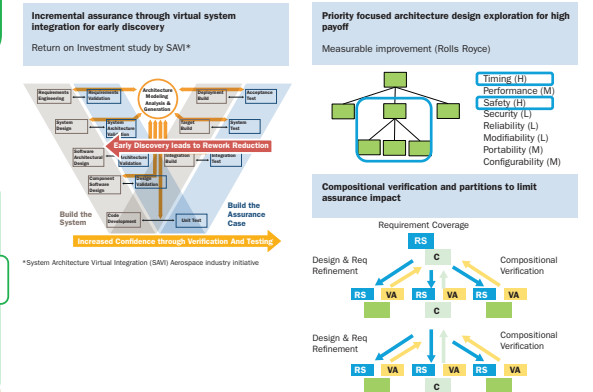 Incremental assurance through virtual system
integration for early discovery
Return on Investment study by SAVI*
Requirements
Engineering
Requirements
Validation
Architecture
Modeling
Analysis &
Generation
Deployment
Build
Acceptance
Test
System
Design
System
Architecture
Validation
Target
Build
System
Test
Early Discovery leads to Rework Reduction
Software
Architectural
Design
Architecture
Validation
Integration
Build
Integration
Test
Component
Software
Design
Design
Validation
Build the
System
Code
Development
Unit Test
Build the
Assurance
Case
Increased Confidence through Verification And Testing
*System Architecture Virtual Integration (SAVI) Aerospace industry initiative
Priority focused architecture design exploration for high
payoff
Measurable improvement (Rolls Royce)
Timing (H)
Performance (M)
Safety (H)
Security (L)
Reliability (L)
Modifiability (L)
Portability (M)
Configurability (M)
Compositional verification and partitions to limit
assurance impact
Requirement Coverage
RS
C
Design & Req
Refinement
Compositional
Verification
RS VA RS VA RS VA
C
Design & Req
Refinement
Compositional
Verification
RS VA RS VA RS VA
C